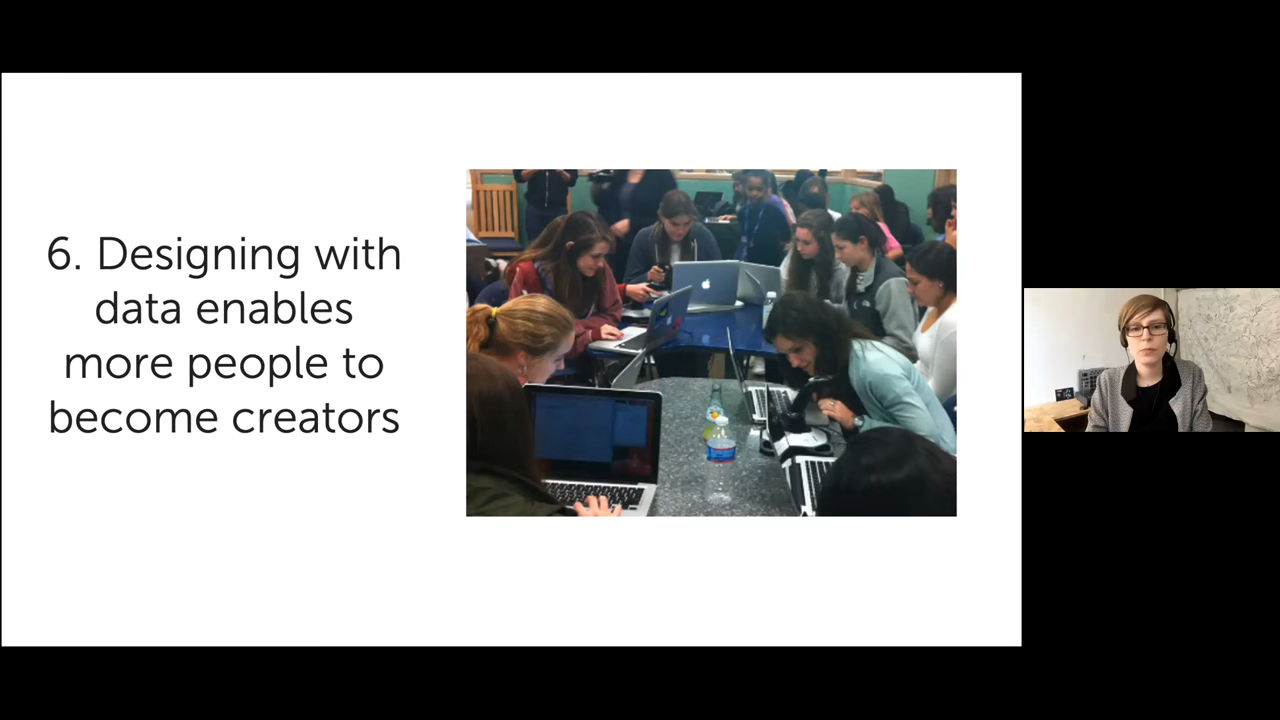 6. Designing with
data enables
more people to
become creators